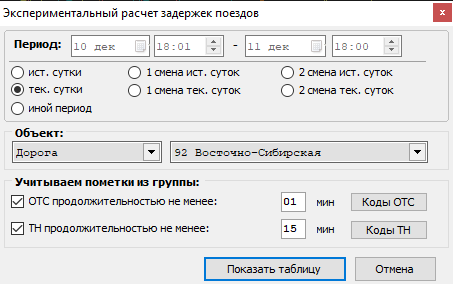 Экспериментальный расчет задержек поездов
Период: 10 дек 18:01 - 11 дек 18:00
ист. сутки 1 смена ист. суток 2 смена ист. суток
тек. сутки 1 смена тек. суток 2 смена тек. суток
иной период
Объект:
Дорога 92 Восточно-Сибирская
Учитываем пометки из группы:
ОТС продолжительностью не менее: 01 мин Коды ОТС
ТН продолжительностью не менее: 15 мин Коды ТН
Показать таблицу Отмена